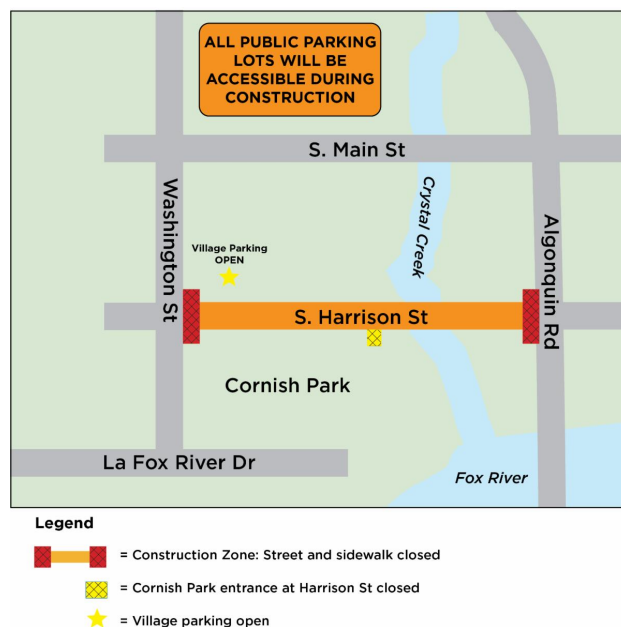 ALL PUBLIC PARKING
LOTS WILL BE
ACCESSIBLE DURING
CONSTRUCTION
S. Main St
Washington St
Crystal Creek
Algonquin Rd
Village Parking
OPEN
S. Harrison St
Cornish Park
La Fox River Dr
Fox River
Legend
= Construction Zone: Street and sidewalk closed
= Cornish Park entrance at Harrison St closed
= Village parking open